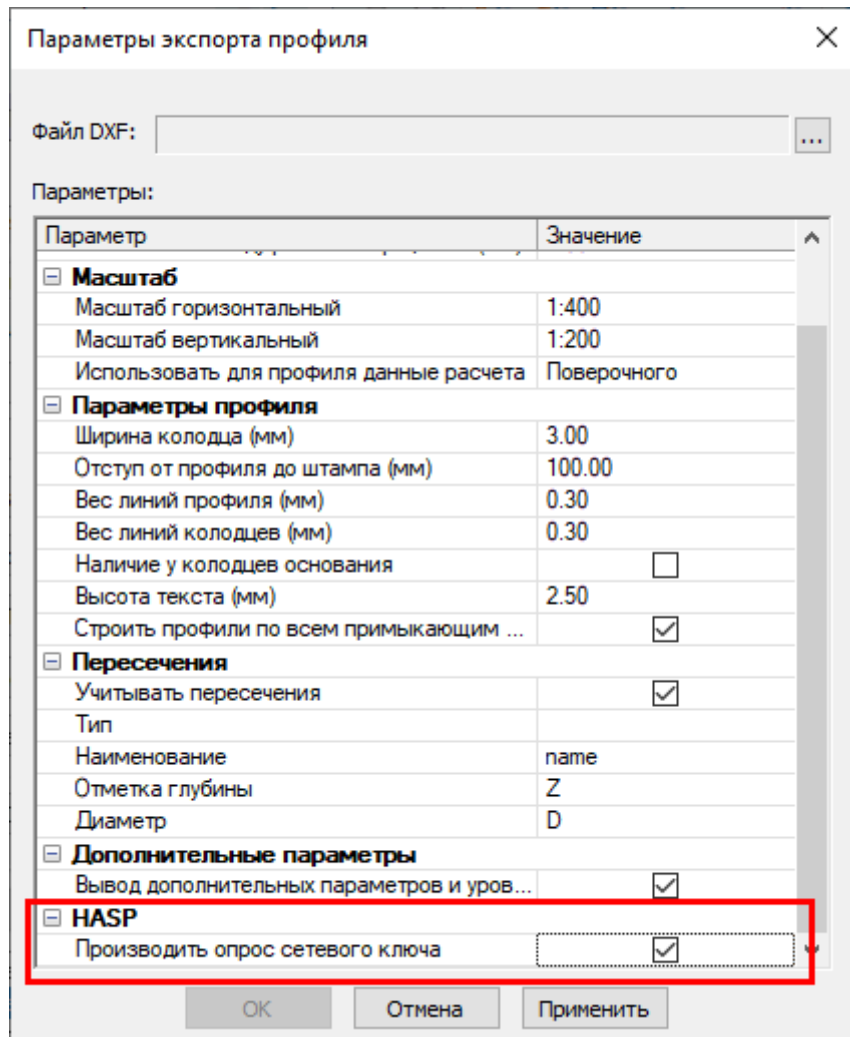 Параметры экспорта профиля
Файл DXF:
...
Параметры:
Параметр Значение
Масштаб
Масштаб горизонтальный 1:400
Масштаб вертикальный 1:200
Использовать для профиля данные расчета Поверочного
Параметры профиля
Ширина колодца (мм) 3.00
Отступ от профиля до штампа (мм) 100.00
Вес линий профиля (мм) 0.30
Вес линий колодцев (мм) 0.30
Наличие у колодцев основания
Высота текста (мм) 2.50
Строить профили по всем примыкающим ...
Пересечения
Учитывать пересечения
Тип
Наименование name
Отметка глубины Z
Диаметр D
Дополнительные параметры
Вывод дополнительных параметров и уров...
HASP
Производить опрос сетевого ключа
ОК Отмена Применить